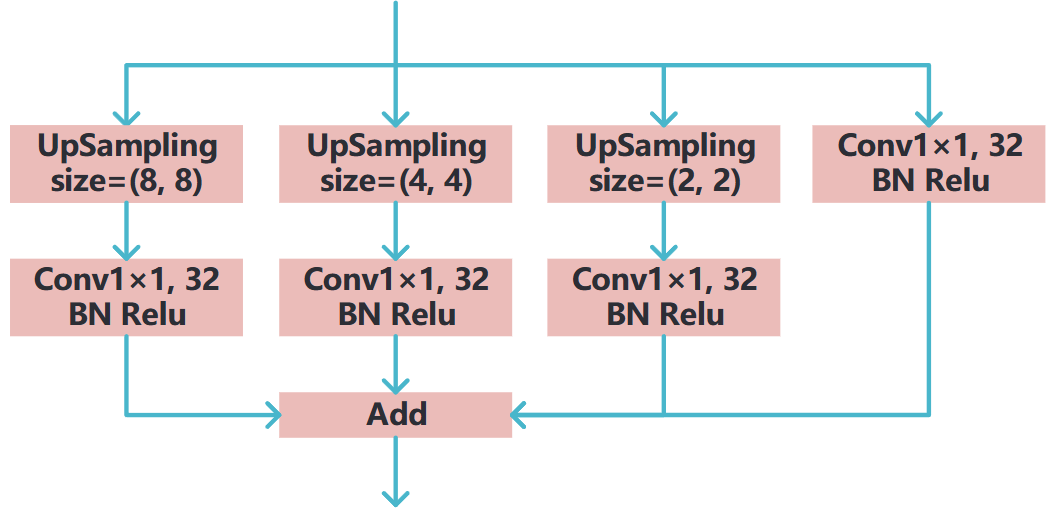 UpSampling
size=(8, 8)
UpSampling
size=(4, 4)
UpSampling
size=(2, 2)
Conv1×1, 32
BN Relu
Conv1×1, 32
BN Relu
Conv1×1, 32
BN Relu
Conv1×1, 32
BN Relu
Add